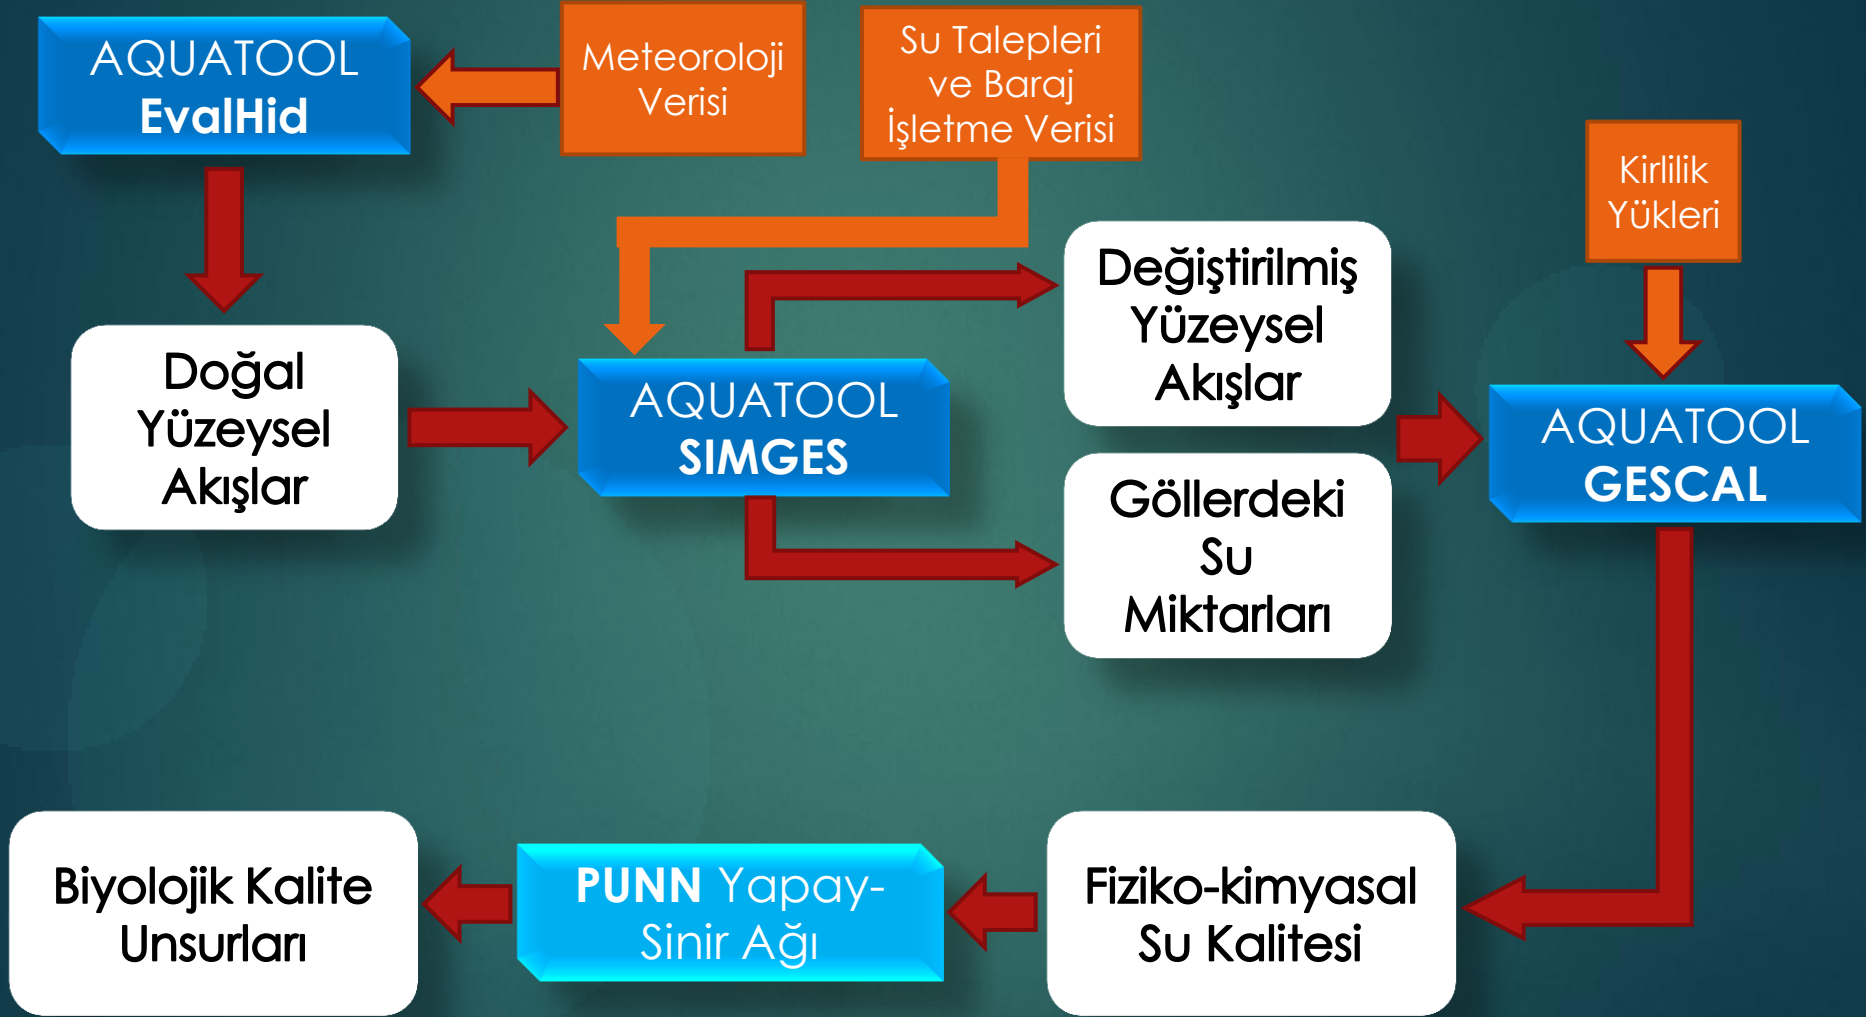 AQUATOOL
EvalHid
Meteoroloji
Verisi
Su Talepleri
ve Baraj
İşletme Verisi
Kirlilik
Yükleri
Doğal
Yüzeysel
Akışlar
AQUATOOL
SIMGES
Değiştirilmiş
Yüzeysel
Akışlar
Göllerdeki
Su
Miktarları
AQUATOOL
GESCAL
Biyolojik Kalite
Unsurları
PUNN Yapay-
Sinir Ağı
Fiziko-kimyasal
Su Kalitesi